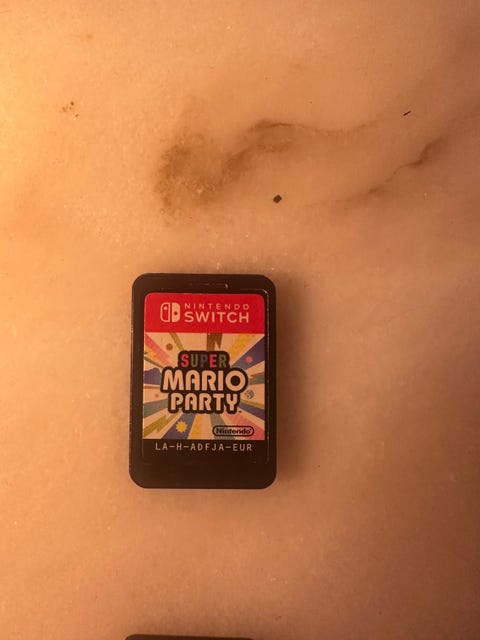 NINTENDO
SWITCH
SUPER
MARIO
PARTY
Nintendo
LA-H-ADFJA-EUR